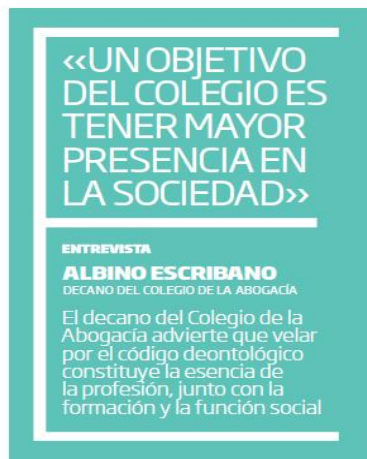 «UN OBJETIVO
DEL COLEGIO ES
TENER MAYOR
PRESENCIA EN
LA SOCIEDAD»
ENTREVISTA
ALBINO ESCRIBANO
DECANO DEL COLEGIO DE LA ABOGACÍA
El decano del Colegio de la
Abogacía advierte que velar
por el código deontológico
constituye la esencia de
la profesión, junto con la
formación y la función social